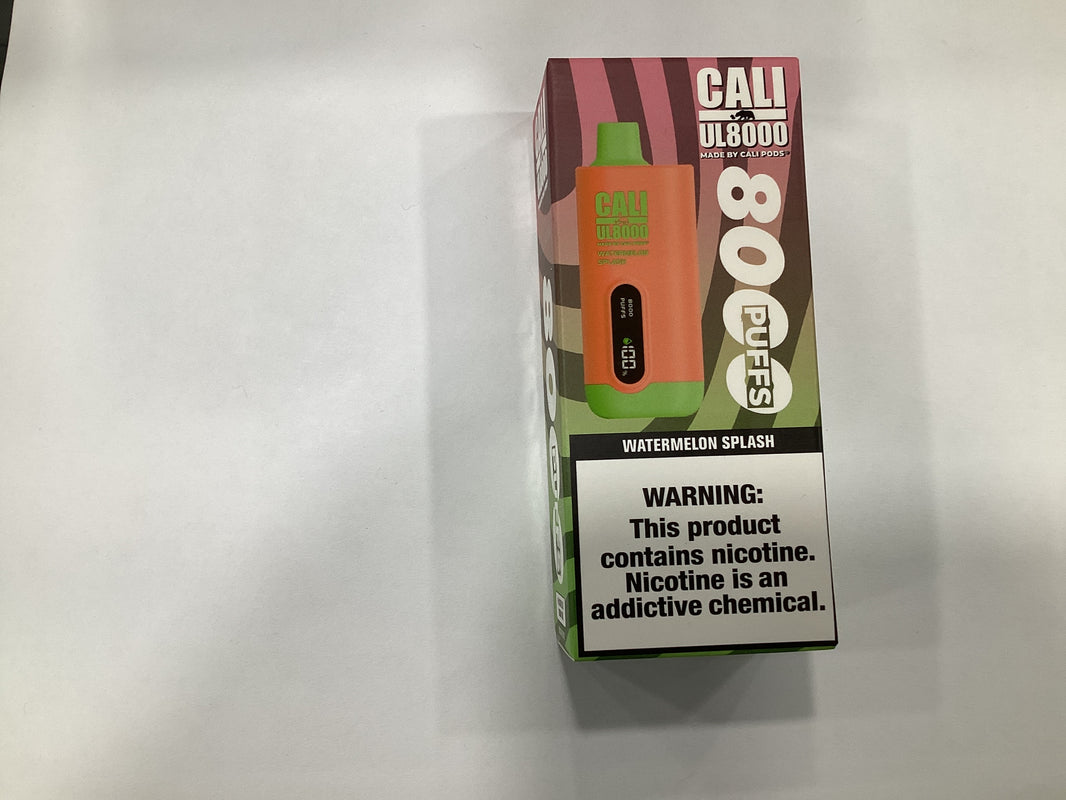 CALI
UL8000
MADE BY CALI PODS
8000
PUFFS
CALI
UL8000
WATERMELON
SPLASH
8000
PUFFS
100
%
WATERMELON SPLASH
WARNING:
This product
contains nicotine.
Nicotine is an
addictive chemical.